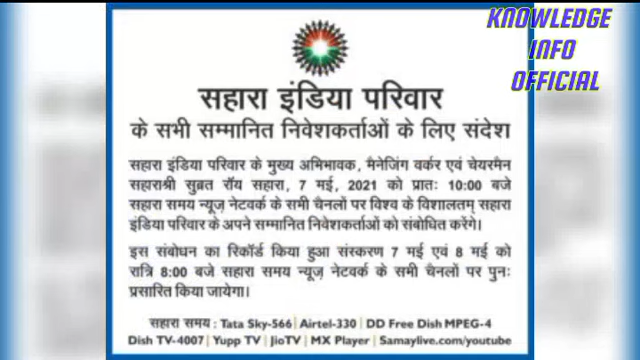 KNOWLEDGE
INFO
OFFICIAL
सहारा इंडिया परिवार
के सभी सम्मानित निवेशकर्ताओं के लिए संदेश
सहारा इंडिया परिवार के मुख्य अभिभावक, मैनेजिंग वर्कर एवं चेयरमैन
सहाराश्री सुब्रत रॉय सहारा, 7 मई, 2021 को प्रातः 10:00 बजे
सहारा समय न्यूज़ नेटवर्क के सभी चैनलों पर विश्व के विशालतम् सहारा
इंडिया परिवार के अपने सम्मानित निवेशकर्ताओं को संबोधित करेंगे।
इस संबोधन का रिकॉर्ड किया हुआ संस्करण 7 मई एवं 8 मई को
रात्रि 8:00 बजे सहारा समय न्यूज़ नेटवर्क के सभी चैनलों पर पुनः
प्रसारित किया जायेगा।
सहारा समय : Tata Sky-566 | Airtel-330 | DD Free Dish MPEG-4
Dish TV-4007 | Yupp TV | JioTV | MX Player | Samaylive.com/youtube